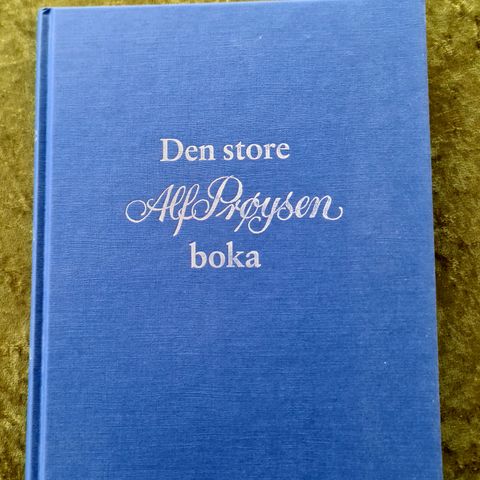 Den store
Alf Prøysen
boka